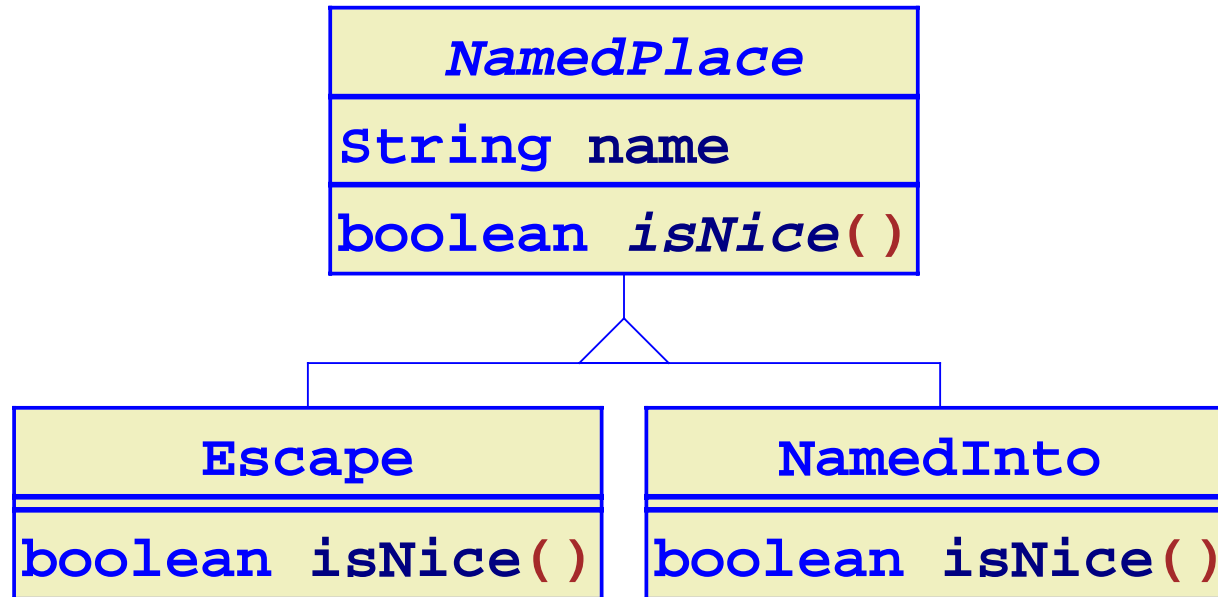 NamedPlace
String name
boolean isNice()
Escape
boolean isNice()
NamedInto
boolean isNice()